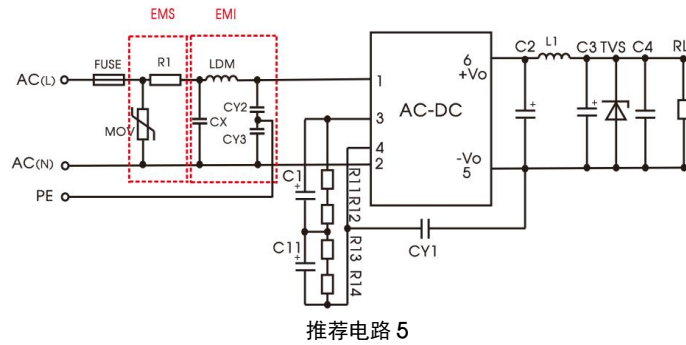 EMS
EMI
FUSE
R1
LDM
C2
L1
C3
TVS
C4
RL
6
+Vo
AC(L)
1
CY2
AC-DC
MOV
CX
3
CY3
4
AC(N)
2
-Vo
5
PE
C1
R11
R12
C11
R13
R14
CY1
推荐电路 5